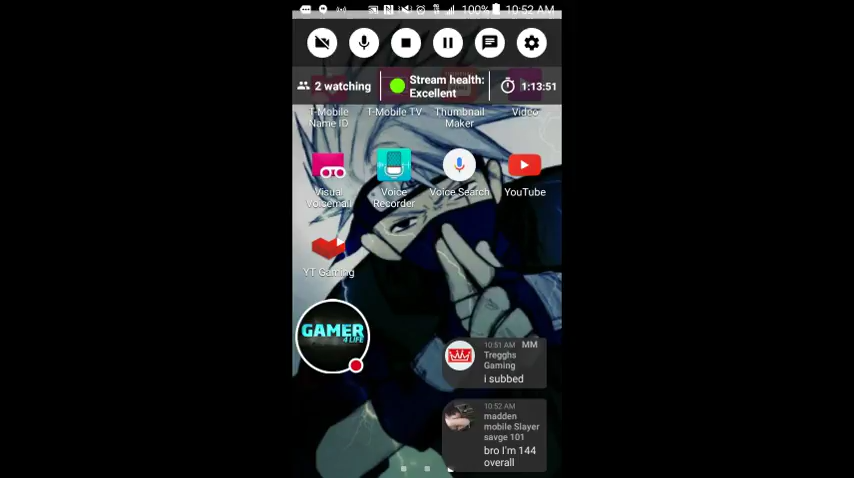 100% 10:52 AM
2 watching
Stream health:
Excellent
1:13:51
T-Mobile
Name ID
T-Mobile TV
Thumbnail
Maker
Video
Visual
Voicemail
Voice
Recorder
Voice Search
YouTube
YT Gaming
GAMER
4 LIFE
10:51 AM MM
Tregghs
Gaming
i subbed
10:52 AM
madden
mobile Slayer
savge 101
bro I'm 144
overall